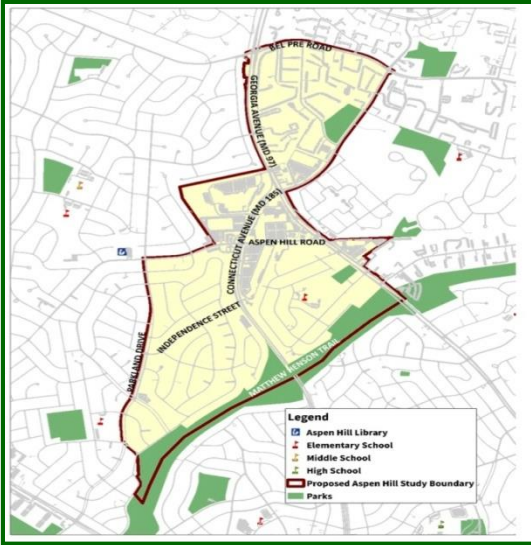 BEL PRE ROAD
GEORGIA AVENUE (MD 97)
CONNECTICUT AVENUE (MD 185)
ASPEN HILL ROAD
INDEPENDENCE STREET
PARKLAND DRIVE
MATTHEW HENSON TRAIL
Legend
Aspen Hill Library
Elementary School
Middle School
High School
Proposed Aspen Hill Study Boundary
Parks